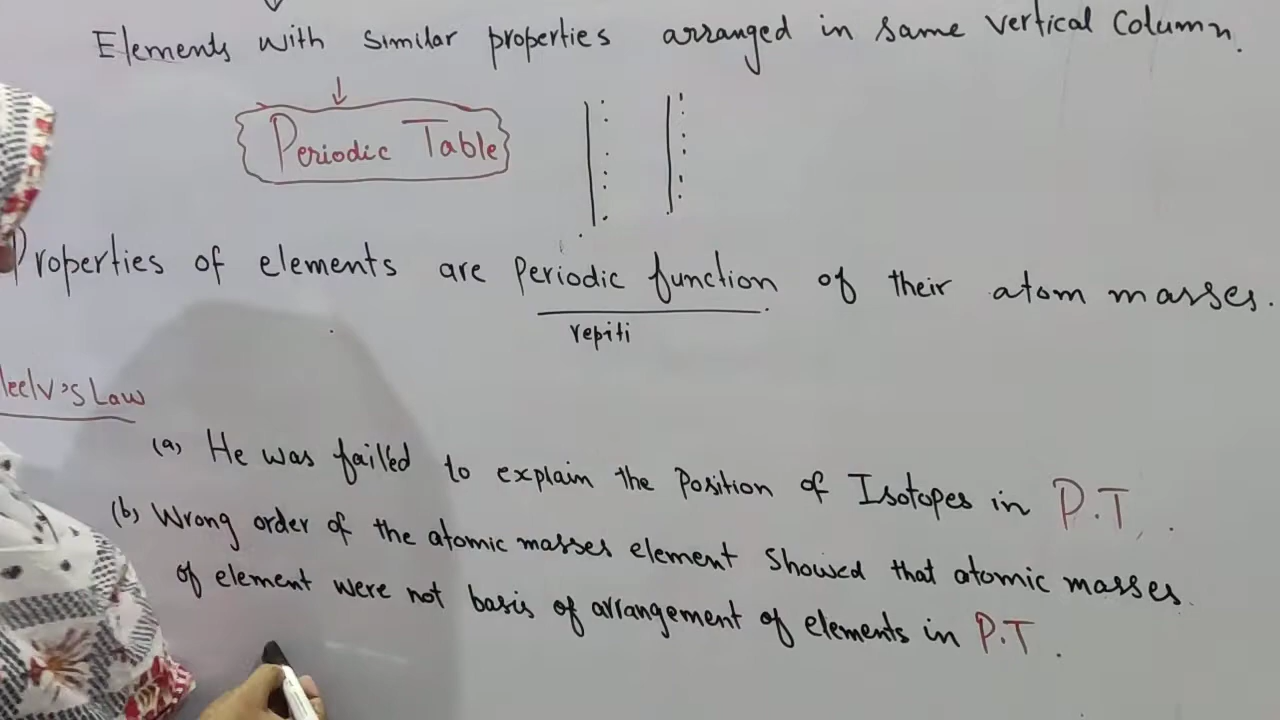 Elements with similar properties arranged in same vertical column.
Periodic Table
Properties of elements are Periodic function of their atom masses.
repiti
leelv's Law
(a) He was failed to explain the Position of Isotopes in P.T.
(b) Wrong order of the atomic masses element Showed that atomic masses
of element were not basis of arrangement of elements in P.T.